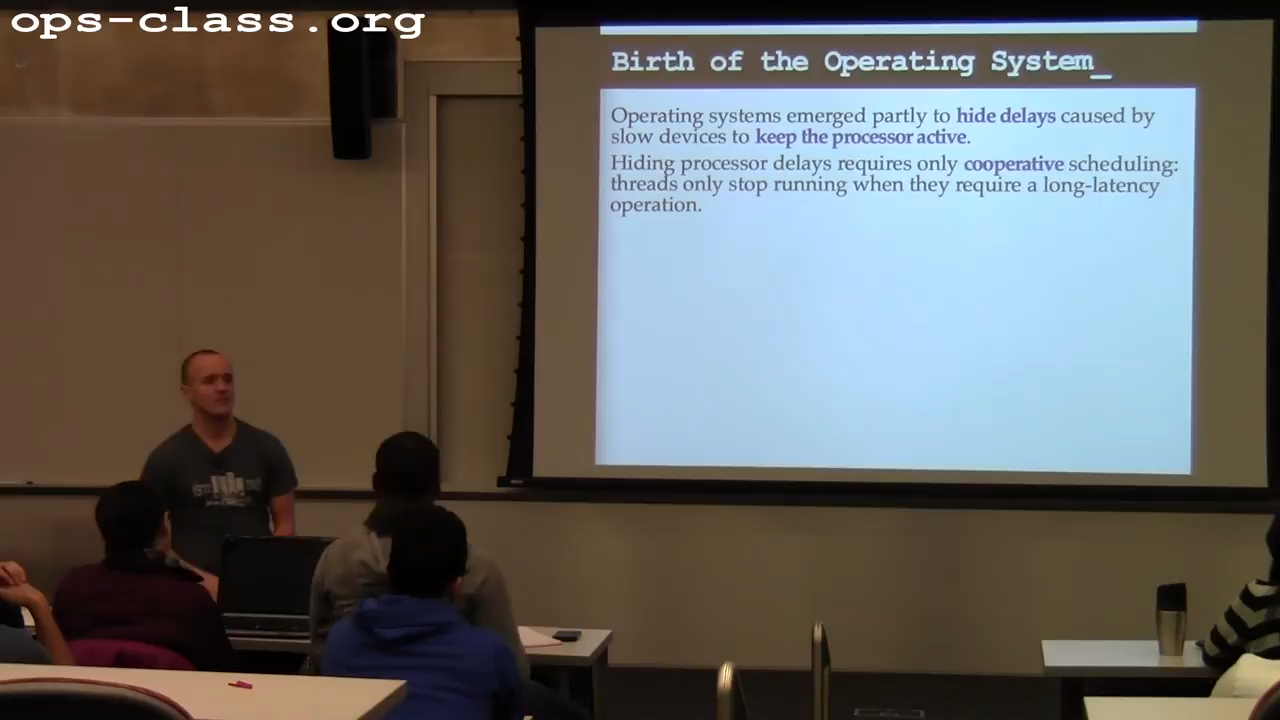 ops-class.org
Birth of the Operating System_
Operating systems emerged partly to hide delays caused by
slow devices to keep the processor active.
Hiding processor delays requires only cooperative scheduling:
threads only stop running when they require a long-latency
operation.